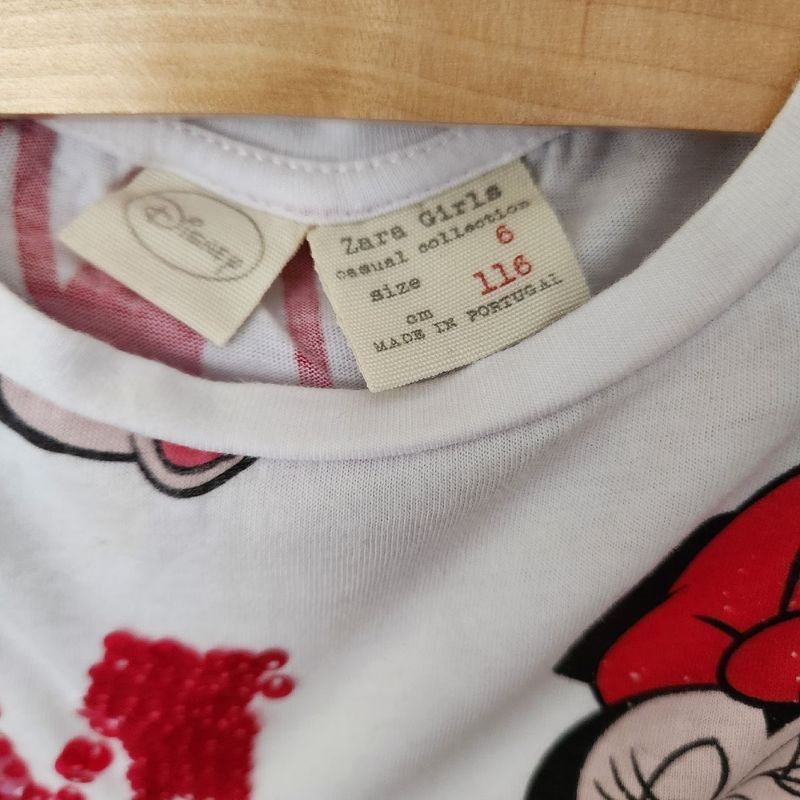 Disney
Zara Girls
casual collection
size 6
116
cm
MADE IN PORTUGAL